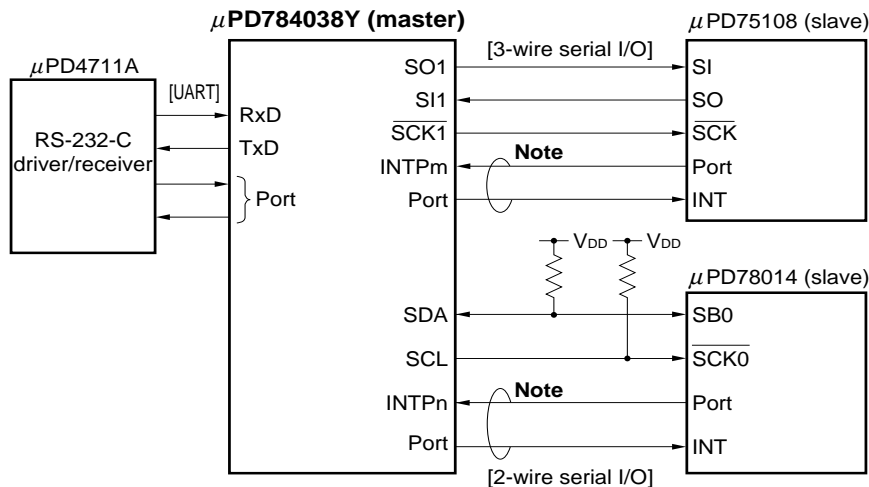 μPD784038Y (master)
μPD75108 (slave)
μPD4711A
[3-wire serial I/O]
[UART]
RS-232-C
driver/receiver
RxD
TxD
Port
SO1
SI1
SCK1
INTPm
Port
Note
SI
SO
SCK
Port
INT
VDD
VDD
μPD78014 (slave)
SDA
SCL
INTPn
Port
Note
SB0
SCK0
Port
INT
[2-wire serial I/O]